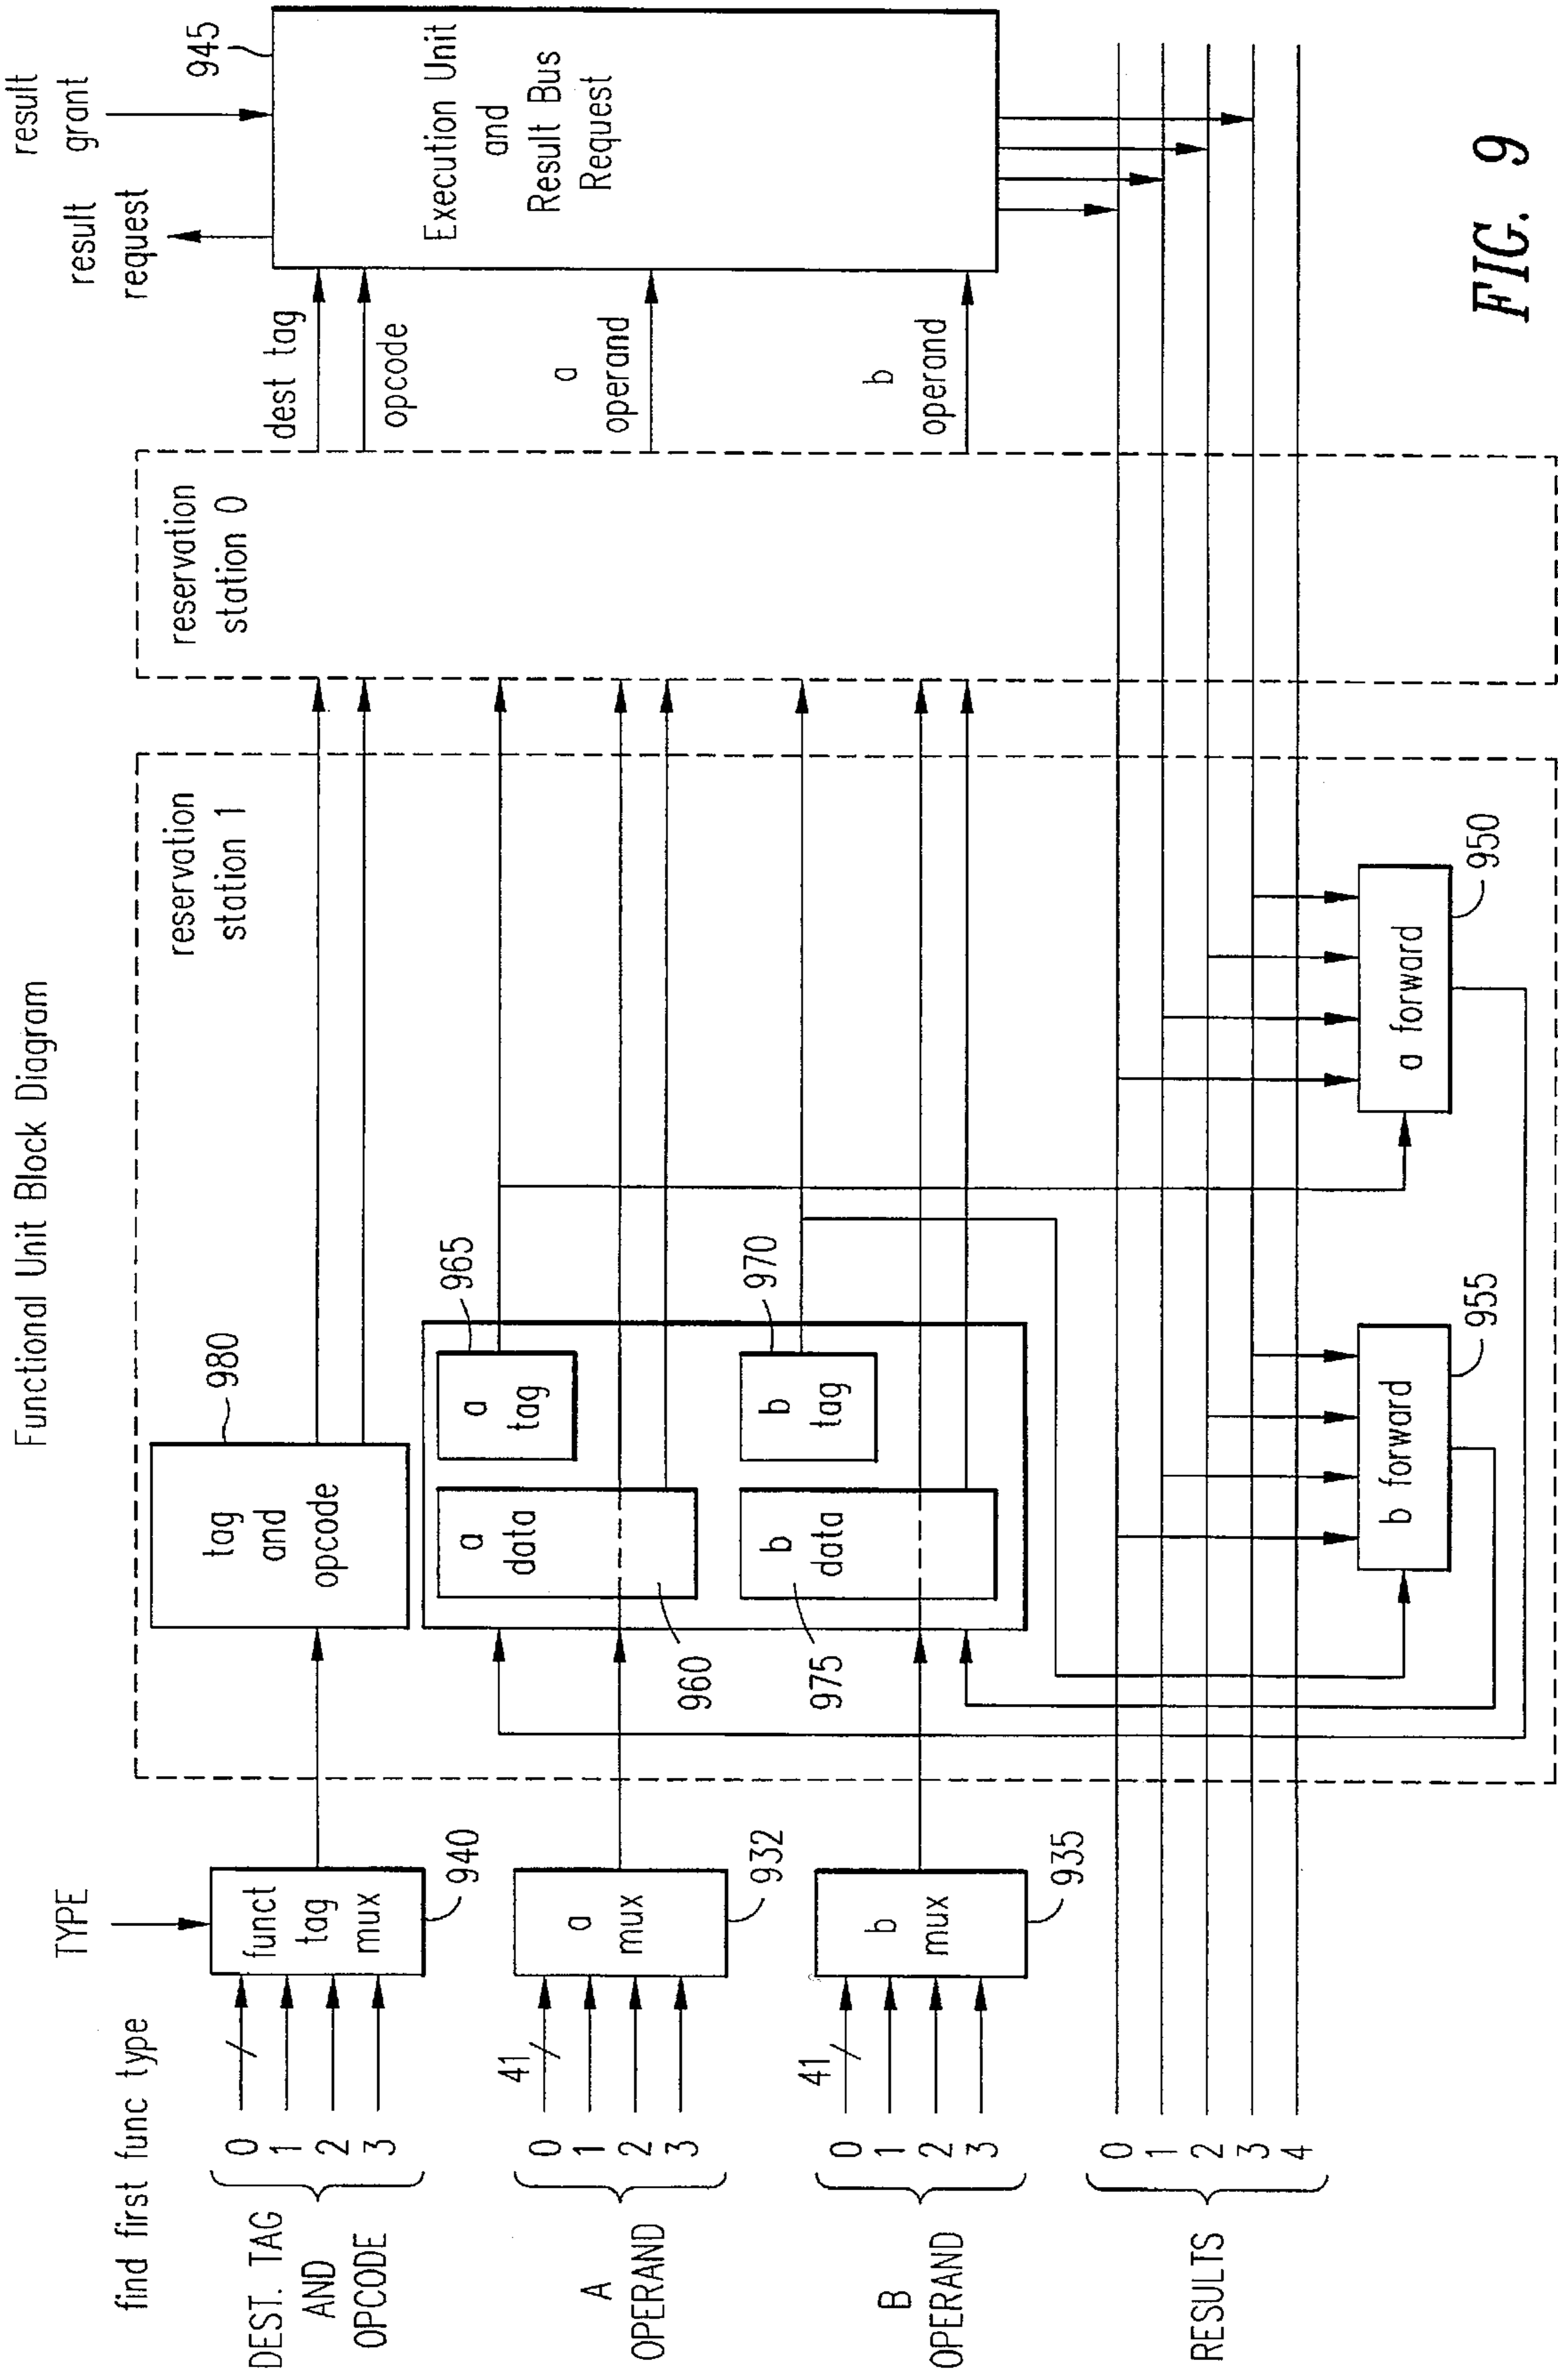 Functional Unit Block Diagram
find first func type
TYPE
DEST. TAG
AND
OPCODE
0
1
2
3
funct
tag
mux
940
A
OPERAND
0
1
2
3
41
a
mux
932
B
OPERAND
0
1
2
3
41
b
mux
935
RESULTS
0
1
2
3
4
reservation
station 1
tag
and
opcode
980
a
data
960
a
tag
965
b
data
975
b
tag
970
b forward
955
a forward
950
reservation
station 0
dest tag
opcode
a
operand
b
operand
result
request
result
grant
945
Execution Unit
and
Result Bus
Request
FIG. 9